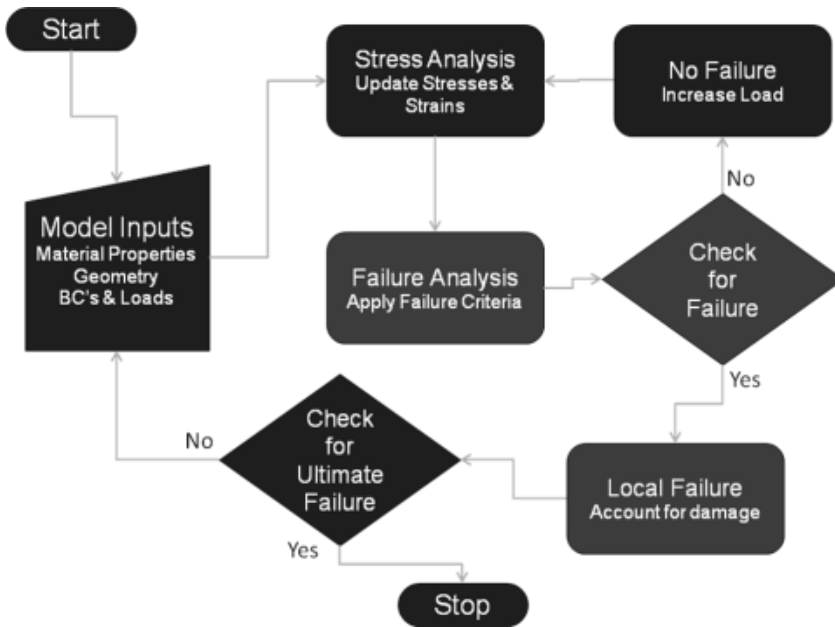 Start
Stress Analysis
Update Stresses &
Strains
No Failure
Increase Load
No
Model Inputs
Material Properties
Geometry
BC's & Loads
Failure Analysis
Apply Failure Criteria
Check
for
Failure
Yes
Check
for
Ultimate
Failure
No
Local Failure
Account for damage
Yes
Stop